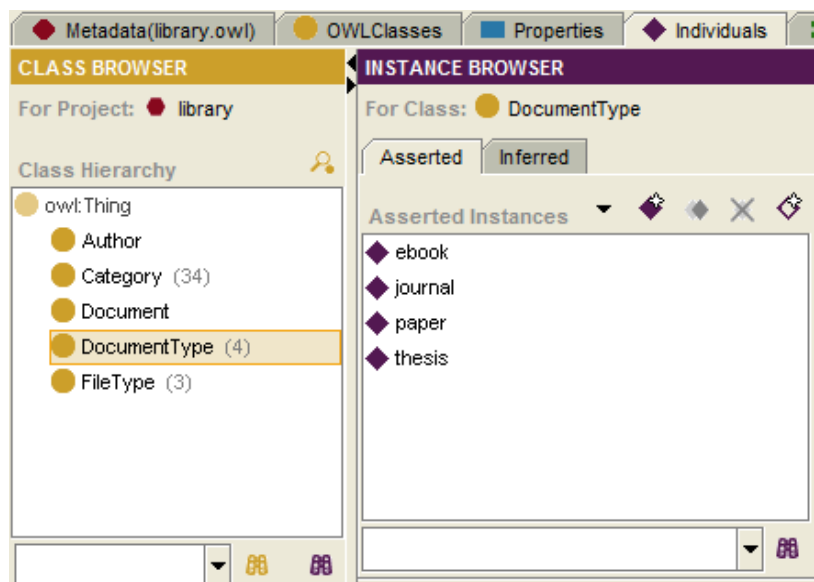 Metadata(library.owl) OWLClasses Properties Individuals
CLASS BROWSER
For Project: library
Class Hierarchy
owl:Thing
Author
Category (34)
Document
DocumentType (4)
FileType (3)
INSTANCE BROWSER
For Class: DocumentType
Asserted Inferred
Asserted Instances
ebook
journal
paper
thesis